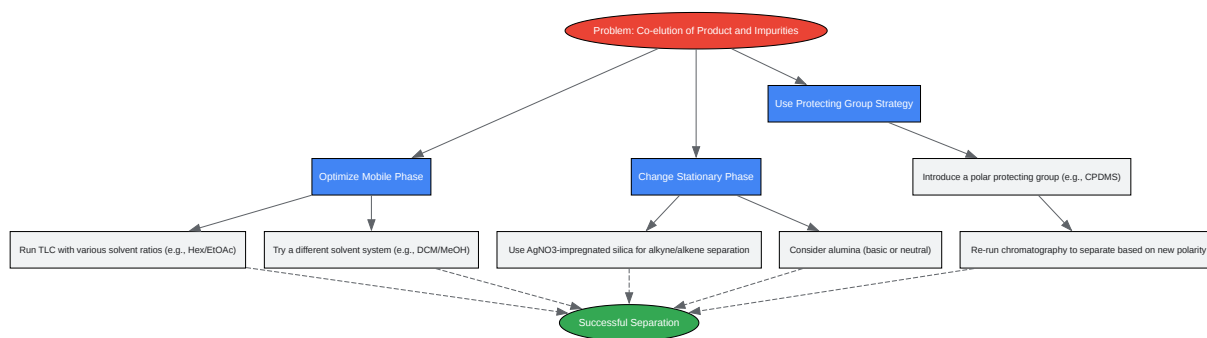 Problem: Co-elution of Product and Impurities
Use Protecting Group Strategy
Optimize Mobile Phase
Change Stationary Phase
Introduce a polar protecting group (e.g., CPDMS)
Run TLC with various solvent ratios (e.g., Hex/EtOAc)
Try a different solvent system (e.g., DCM/MeOH)
Use AgNO3-impregnated silica for alkyne/alkene separation
Consider alumina (basic or neutral)
Re-run chromatography to separate based on new polarity
Successful Separation